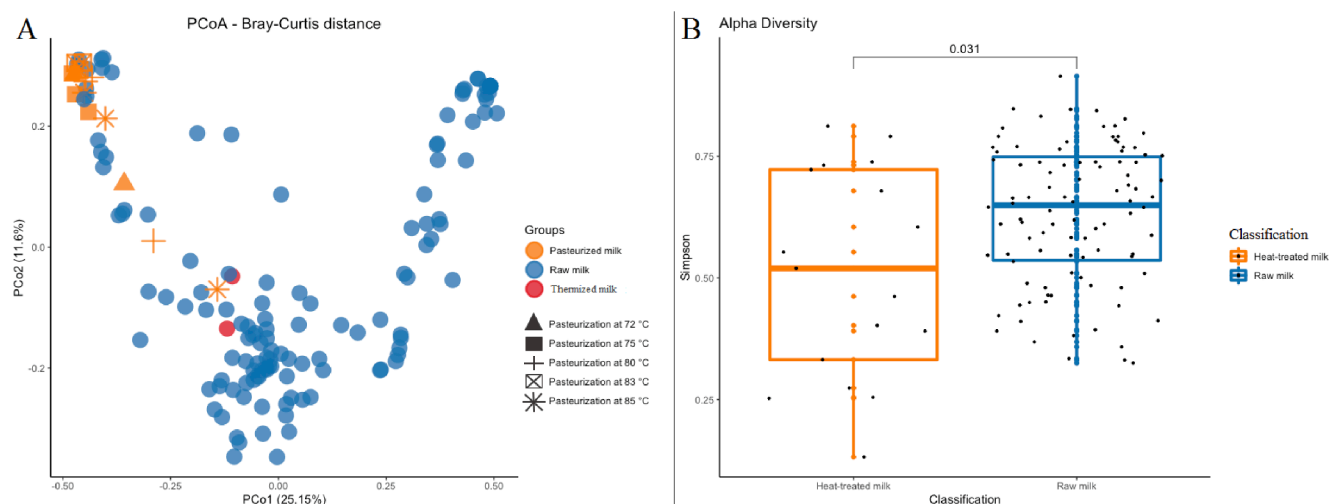 A
PCoA - Bray-Curtis distance
PCo2 (11.6%)
0.2
0.0
-0.2
-0.50
-0.25
0.00
0.25
0.50
PCo1 (25.15%)
Groups
Pasteurized milk
Raw milk
Thermized milk
Pasteurization at 72 °C
Pasteurization at 75 °C
Pasteurization at 80 °C
Pasteurization at 83 °C
Pasteurization at 85 °C
B
Alpha Diversity
0.031
Simpson
0.75
0.50
0.25
Heat-treated milk
Raw milk
Classification
Classification
Heat-treated milk
Raw milk